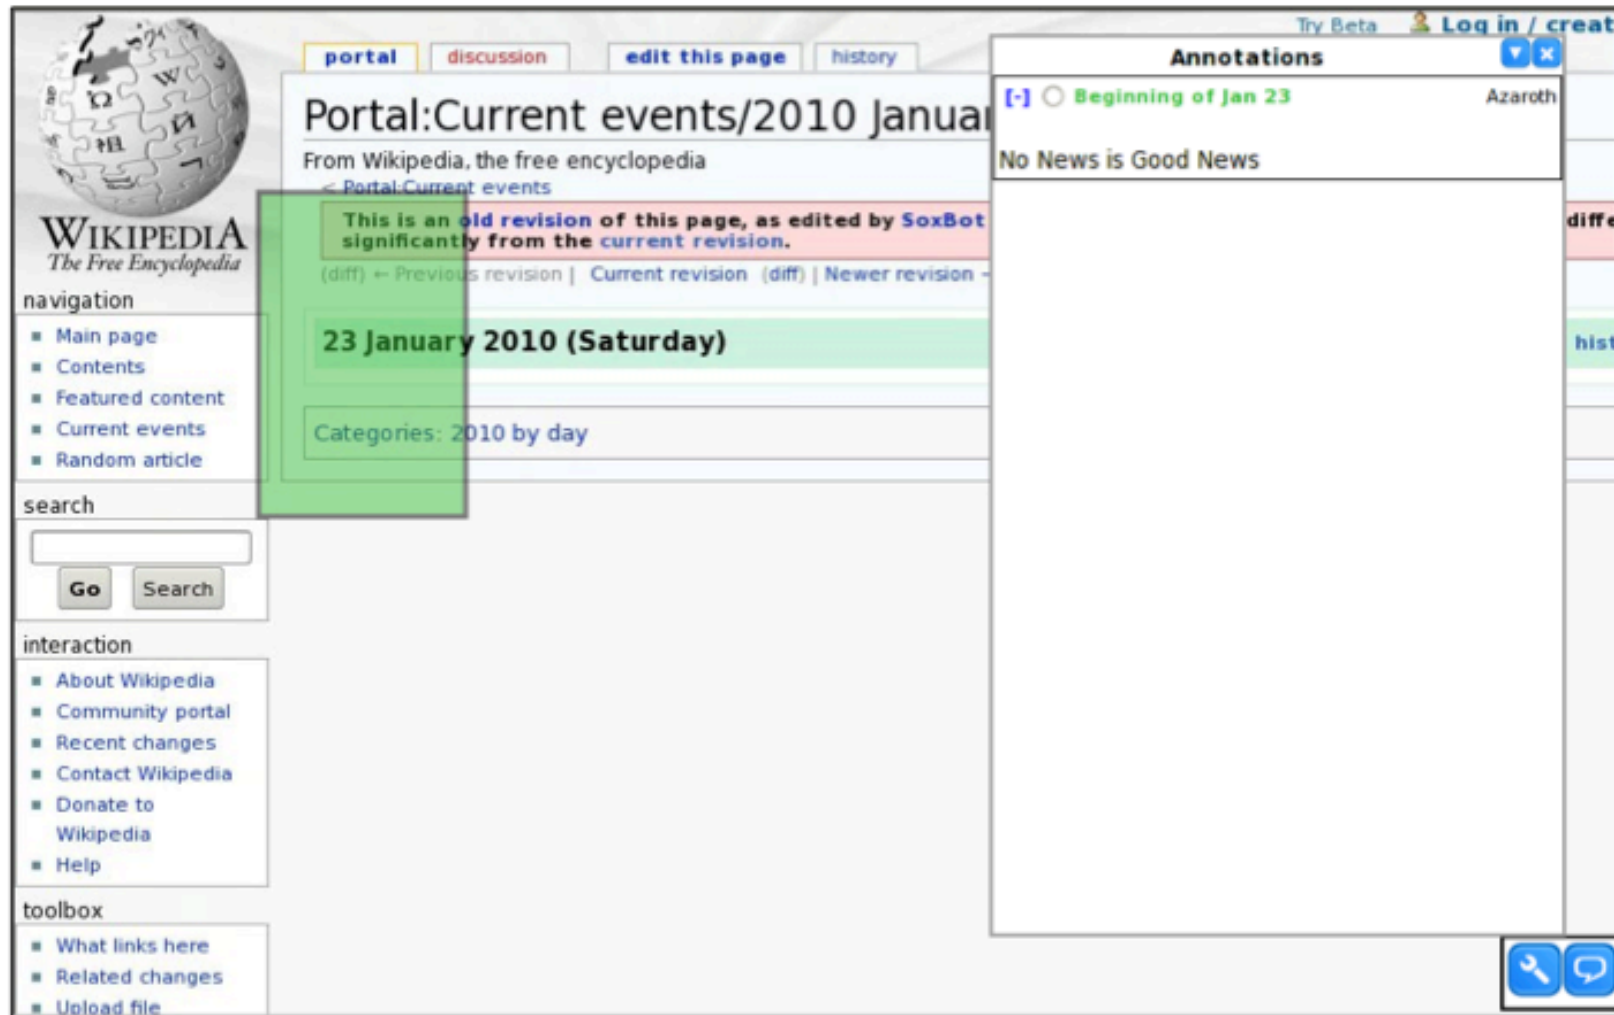 Try Beta Log in / creat
portal discussion edit this page history
Portal:Current events/2010 Januar
From Wikipedia, the free encyclopedia
< Portal:Current events
This is an old revision of this page, as edited by SoxBot
significantly from the current revision.
diffe
(diff) ← Previous revision | Current revision (diff) | Newer revision
23 January 2010 (Saturday)
hist
Categories: 2010 by day
Annotations
[-] Beginning of Jan 23 Azaroth
No News is Good News
WIKIPEDIA
The Free Encyclopedia
navigation
Main page
Contents
Featured content
Current events
Random article
search
Go Search
interaction
About Wikipedia
Community portal
Recent changes
Contact Wikipedia
Donate to
Wikipedia
Help
toolbox
What links here
Related changes
Upload file